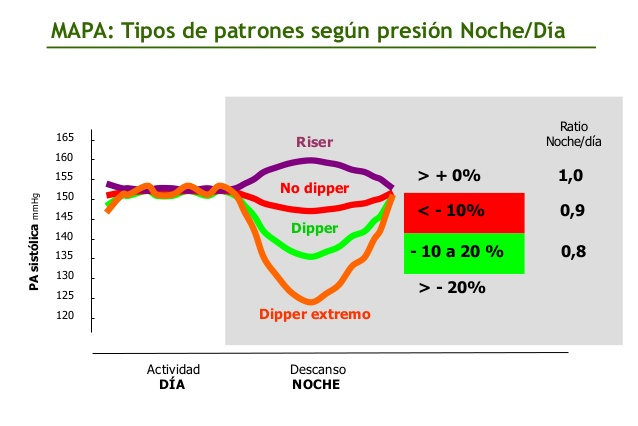 MAPA: Tipos de patrones según presión Noche/Día
Ratio
Noche/día
PA sistólica mmHg
165
160
155
150
145
140
135
130
125
120
Riser
No dipper
Dipper
Dipper extremo
> + 0%
1,0
< - 10%
0,9
- 10 a 20 %
0,8
> - 20%
Actividad
DÍA
Descanso
NOCHE